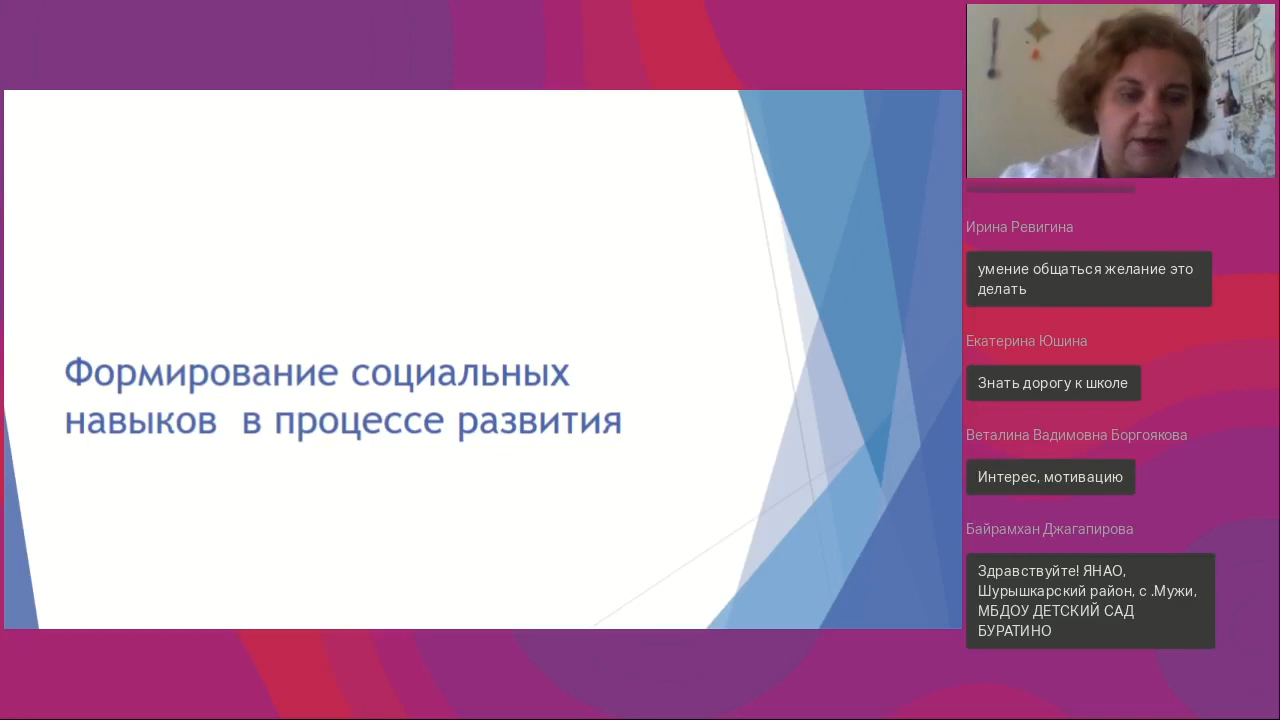 Формирование социальных
навыков в процессе развития
Ирина Ревигина
умение общаться желание это
делать
Екатерина Юшина
Знать дорогу к школе
Веталина Вадимовна Боргоякова
Интерес, мотивацию
Байрамхан Джагапирова
Здравствуйте! ЯНАО,
Шурышкарский район, с .Мужи,
МБДОУ ДЕТСКИЙ САД
БУРАТИНО